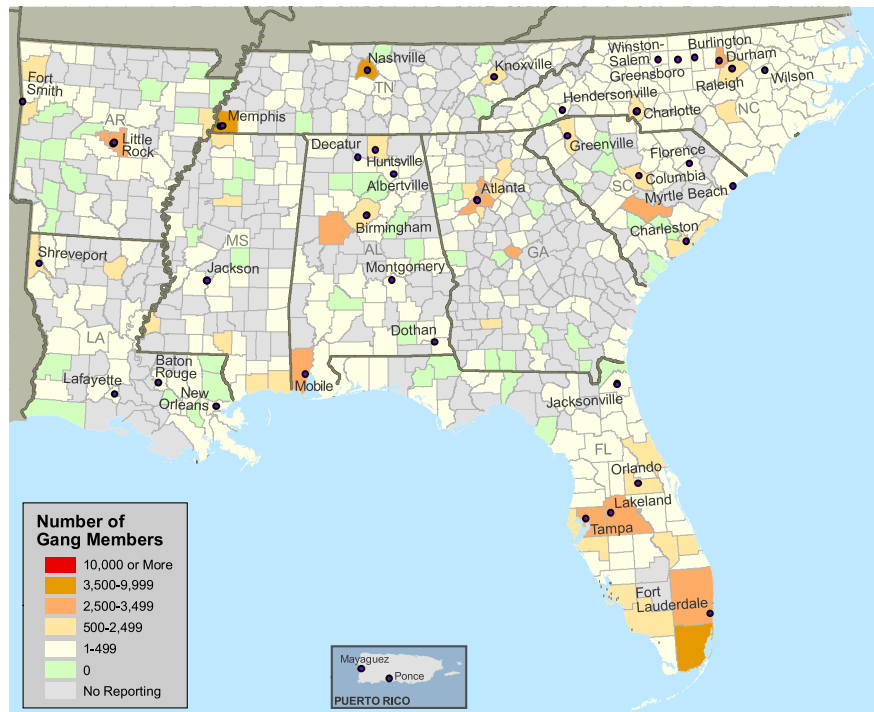 Nashville
Knoxville
TN
Winston-
Salem
Burlington
Durham
Greensboro
Raleigh
Wilson
NC
Hendersonville
Charlotte
Fort
Smith
AR
Little
Rock
Memphis
Decatur
Huntsville
Albertville
Birmingham
AL
Montgomery
Dothan
Mobile
Atlanta
GA
Greenville
Florence
Columbia
SC
Myrtle Beach
Charleston
Shreveport
MS
Jackson
LA
Lafayette
Baton
Rouge
New
Orleans
Jacksonville
FL
Orlando
Lakeland
Tampa
Fort
Lauderdale
Number of
Gang Members
10,000 or More
3,500-9,999
2,500-3,499
500-2,499
1-499
0
No Reporting
Mayaguez
Ponce
PUERTO RICO